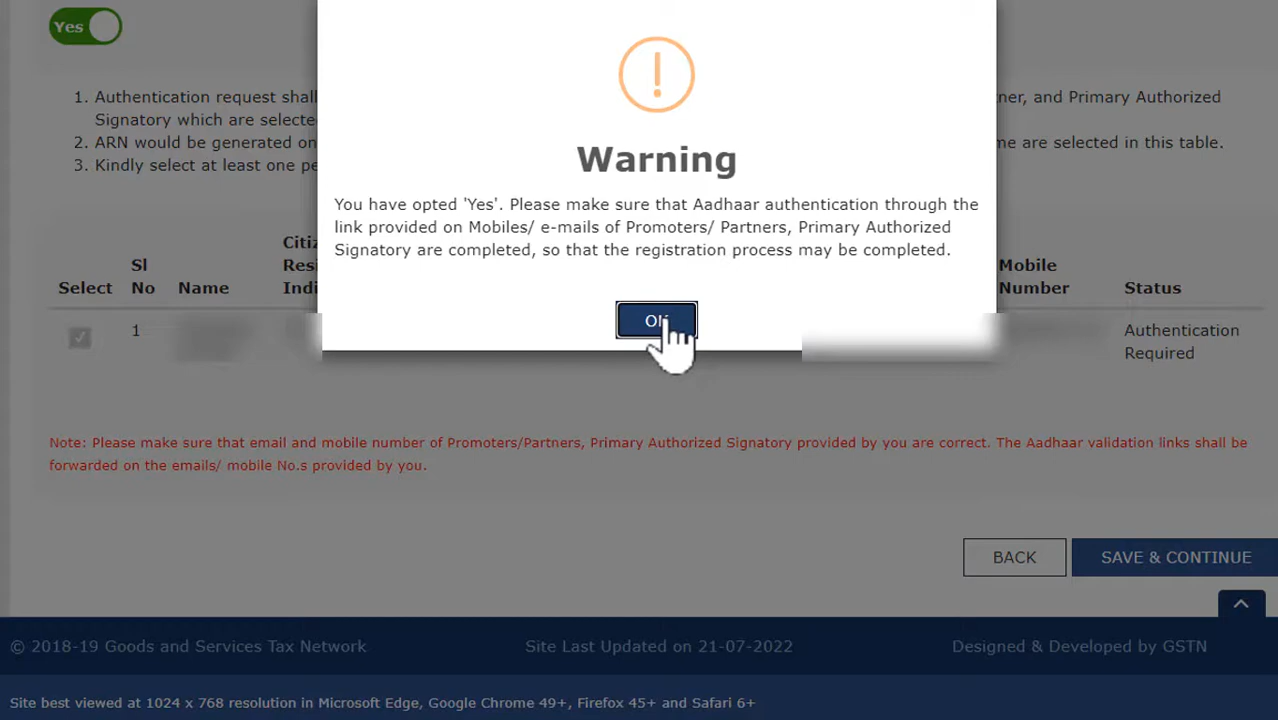 Yes
1. Authentication request shal
ner, and Primary Authorized
Signatory which are selecte
2. ARN would be generated on
me are selected in this table.
3. Kindly select at least one pe
Warning
You have opted 'Yes'. Please make sure that Aadhaar authentication through the
link provided on Mobiles/ e-mails of Promoters/ Partners, Primary Authorized
Signatory are completed, so that the registration process may be completed.
OK
Select
Sl
No
Name
Citiz
Resi
Indi
Mobile
Number
Status
1
Authentication
Required
Note: Please make sure that email and mobile number of Promoters/Partners, Primary Authorized Signatory provided by you are correct. The Aadhaar validation links shall be
forwarded on the emails/ mobile No.s provided by you.
BACK
SAVE & CONTINUE
© 2018-19 Goods and Services Tax Network
Site Last Updated on 21-07-2022
Designed & Developed by GSTN
Site best viewed at 1024 x 768 resolution in Microsoft Edge, Google Chrome 49+, Firefox 45+ and Safari 6+